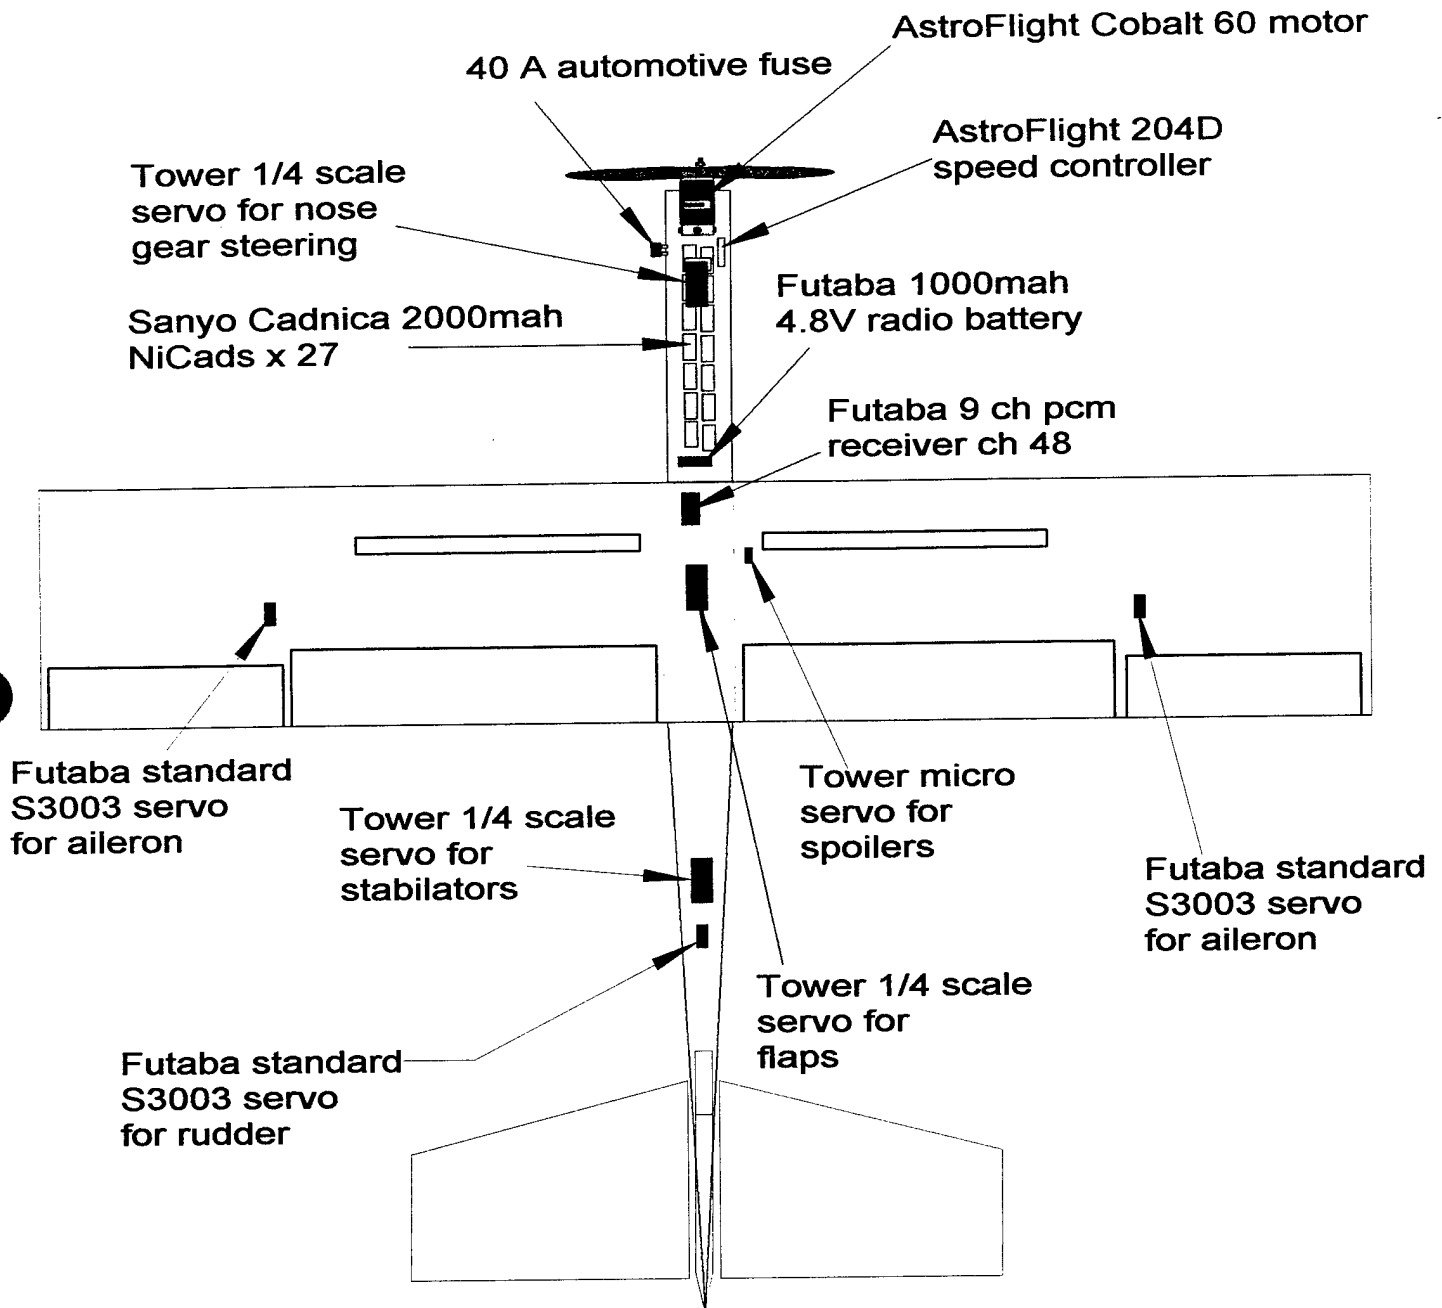 AstroFlight Cobalt 60 motor
40 A automotive fuse
AstroFlight 204D
speed controller
Tower 1/4 scale
servo for nose
gear steering
Futaba 1000mah
4.8V radio battery
Sanyo Cadnica 2000mah
NiCads x 27
Futaba 9 ch pcm
receiver ch 48
Futaba standard
S3003 servo
for aileron
Tower micro
servo for
spoilers
Tower 1/4 scale
servo for
stabilators
Futaba standard
S3003 servo
for aileron
Tower 1/4 scale
servo for
flaps
Futaba standard
S3003 servo
for rudder